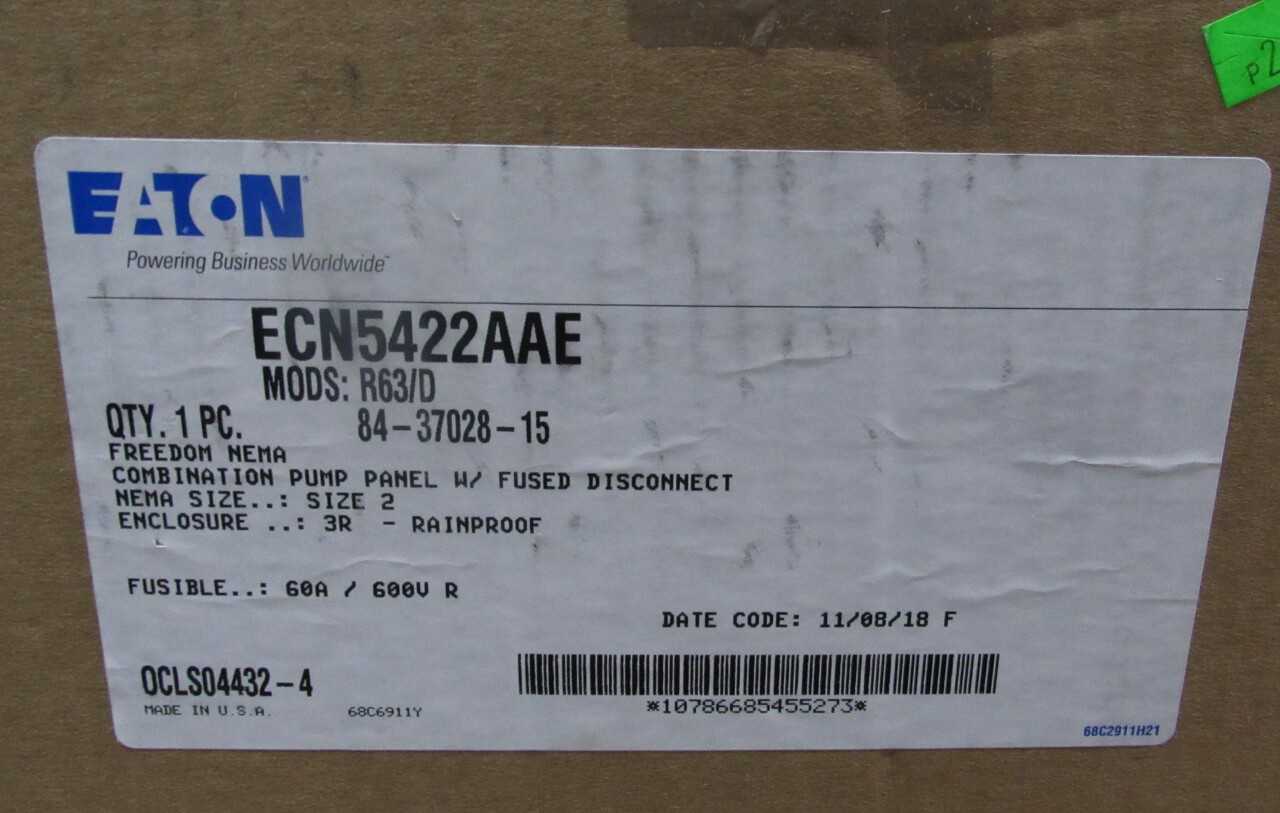 P2
EATON
Powering Business Worldwide™
ECN5422AAE
MODS: R63/D
QTY. 1 PC. 84-37028-15
FREEDOM NEMA
COMBINATION PUMP PANEL W/ FUSED DISCONNECT
NEMA SIZE..: SIZE 2
ENCLOSURE ..: 3R - RAINPROOF
FUSIBLE..: 60A / 600V R
DATE CODE: 11/08/18 F
OCLS04432-4
*10786685455273*
MADE IN U.S.A. 68C6911Y
68C2911H21